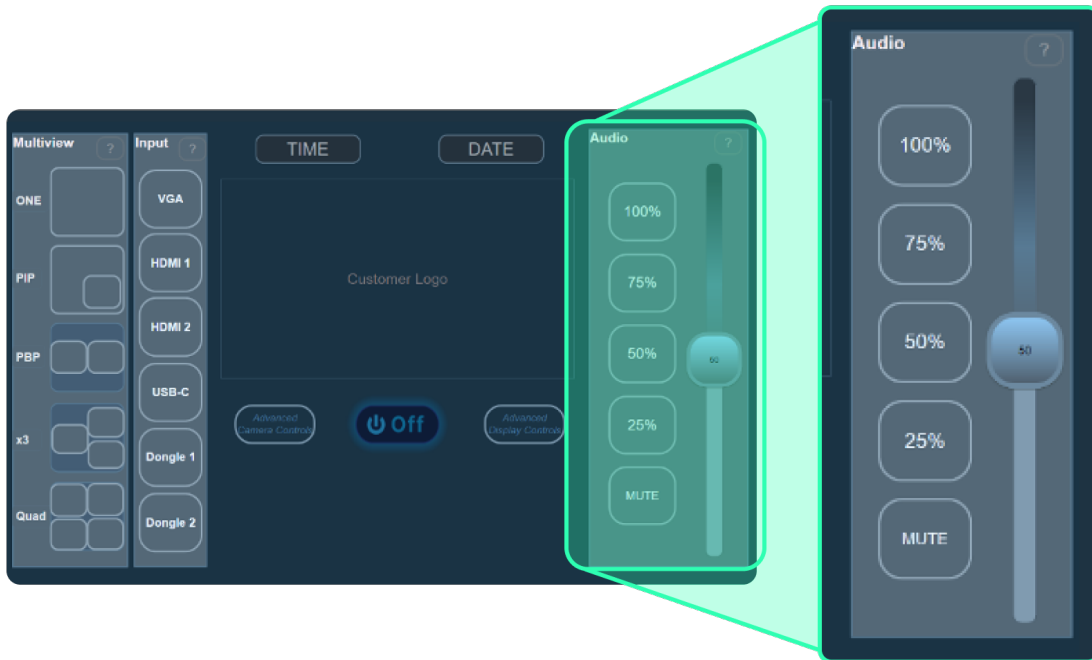 Multiview
?
ONE
PIP
PBP
x3
Quad
Input
?
VGA
HDMI 1
HDMI 2
USB-C
Dongle 1
Dongle 2
TIME
DATE
Customer Logo
Advanced
Camera Controls
Off
Advanced
Display Controls
Audio
?
100%
75%
50%
25%
MUTE
50
Audio
?
100%
75%
50%
25%
MUTE
50